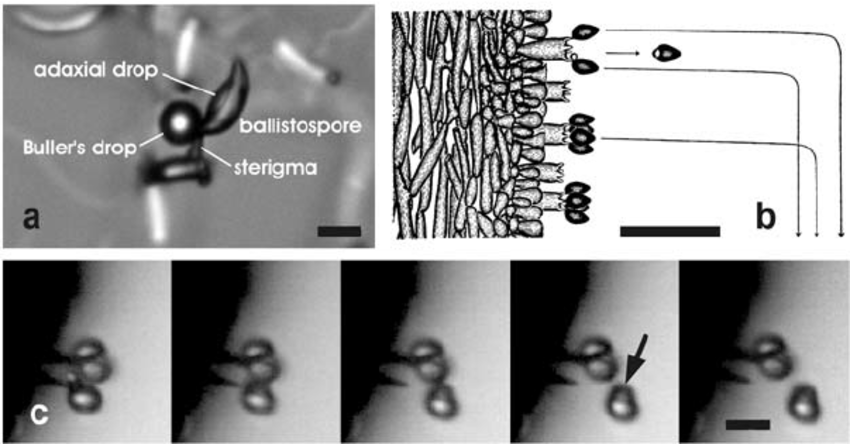 adaxial drop
ballistospore
Buller's drop
sterigma
a
b
c